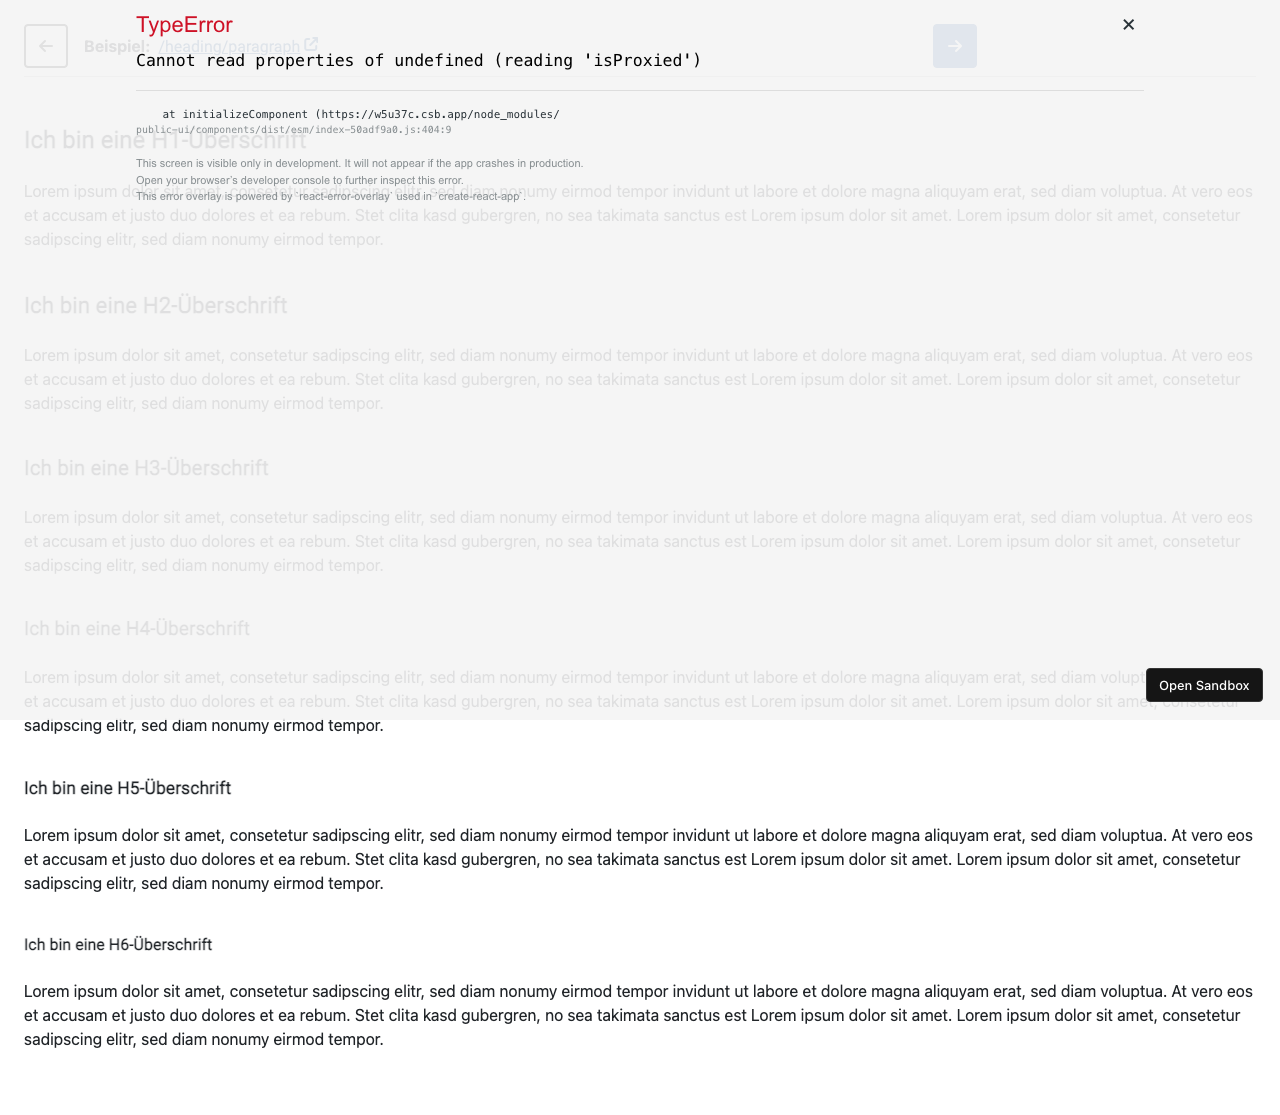 TypeError
Beispiel: /heading/paragraph
Cannot read properties of undefined (reading 'isProxied')
at initializeComponent (https://w5u37c.csb.app/node_modules/
public-ui/components/dist/esm/index-50adf9a0.js:404:9
Ich bin eine H1-Überschrift
This screen is visible only in development. It will not appear if the app crashes in production.
Open your browser's developer console to further inspect this error.
This error overlay is powered by `react-error-overlay` used in `create-react-app`.
Lorem ipsum dolor sit amet, consetetur sadipscing elitr, sed diam nonumy eirmod tempor invidunt ut labore et dolore magna aliquyam erat, sed diam voluptua. At vero eos
et accusam et justo duo dolores et ea rebum. Stet clita kasd gubergren, no sea takimata sanctus est Lorem ipsum dolor sit amet. Lorem ipsum dolor sit amet, consetetur
sadipscing elitr, sed diam nonumy eirmod tempor.
Ich bin eine H2-Überschrift
Lorem ipsum dolor sit amet, consetetur sadipscing elitr, sed diam nonumy eirmod tempor invidunt ut labore et dolore magna aliquyam erat, sed diam voluptua. At vero eos
et accusam et justo duo dolores et ea rebum. Stet clita kasd gubergren, no sea takimata sanctus est Lorem ipsum dolor sit amet. Lorem ipsum dolor sit amet, consetetur
sadipscing elitr, sed diam nonumy eirmod tempor.
Ich bin eine H3-Überschrift
Lorem ipsum dolor sit amet, consetetur sadipscing elitr, sed diam nonumy eirmod tempor invidunt ut labore et dolore magna aliquyam erat, sed diam voluptua. At vero eos
et accusam et justo duo dolores et ea rebum. Stet clita kasd gubergren, no sea takimata sanctus est Lorem ipsum dolor sit amet. Lorem ipsum dolor sit amet, consetetur
sadipscing elitr, sed diam nonumy eirmod tempor.
Ich bin eine H4-Überschrift
Lorem ipsum dolor sit amet, consetetur sadipscing elitr, sed diam nonumy eirmod tempor invidunt ut labore et dolore magna aliquyam erat, sed diam
Open Sandbox
et accusam et justo duo dolores et ea rebum. Stet clita kasd gubergren, no sea takimata sanctus est Lorem ipsum dolor sit amet. Lorem ipsum dolor sit amet, consetetur
sadipscing elitr, sed diam nonumy eirmod tempor.
Ich bin eine H5-Überschrift
Lorem ipsum dolor sit amet, consetetur sadipscing elitr, sed diam nonumy eirmod tempor invidunt ut labore et dolore magna aliquyam erat, sed diam voluptua. At vero eos
et accusam et justo duo dolores et ea rebum. Stet clita kasd gubergren, no sea takimata sanctus est Lorem ipsum dolor sit amet. Lorem ipsum dolor sit amet, consetetur
sadipscing elitr, sed diam nonumy eirmod tempor.
Ich bin eine H6-Überschrift
Lorem ipsum dolor sit amet, consetetur sadipscing elitr, sed diam nonumy eirmod tempor invidunt ut labore et dolore magna aliquyam erat, sed diam voluptua. At vero eos
et accusam et justo duo dolores et ea rebum. Stet clita kasd gubergren, no sea takimata sanctus est Lorem ipsum dolor sit amet. Lorem ipsum dolor sit amet, consetetur
sadipscing elitr, sed diam nonumy eirmod tempor.